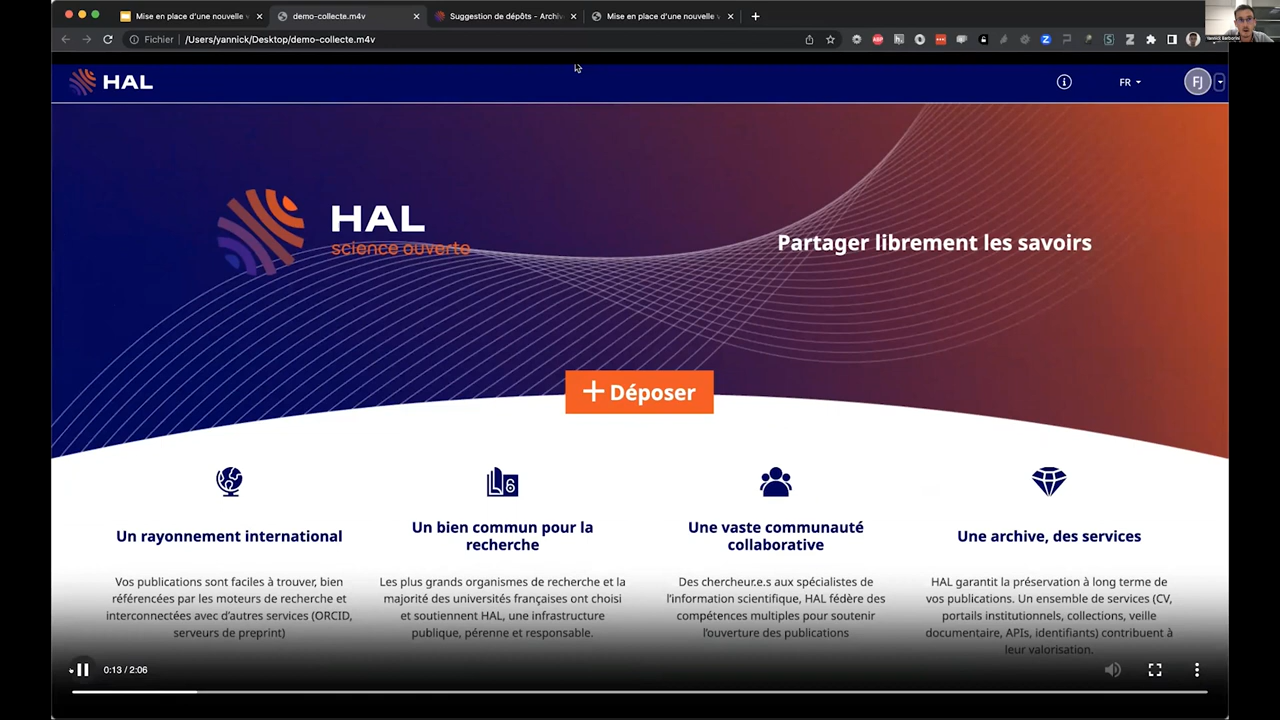 Mise en place d'une nouvelle v
demo-collecte.m4v
Suggestion de dépôts - Archiv
Mise en place d'une nouvelle v
Fichier
/Users/yannick/Desktop/demo-collecte.m4v
HAL
FR
FJ
HAL
science ouverte
Partager librement les savoirs
+ Déposer
Un rayonnement international
Vos publications sont faciles à trouver, bien
référencées par les moteurs de recherche et
interconnectées avec d'autres services (ORCID,
serveurs de preprint)
Un bien commun pour la
recherche
Les plus grands organismes de recherche et la
majorité des universités françaises ont choisi
et soutiennent HAL, une infrastructure
publique, pérenne et responsable.
Une vaste communauté
collaborative
Des chercheur.e.s aux spécialistes de
l'information scientifique, HAL fédère des
compétences multiples pour soutenir
l'ouverture des publications
Une archive, des services
HAL garantit la préservation à long terme de
vos publications. Un ensemble de services (CV,
portails institutionnels, collections, veille
documentaire, APIs, identifiants) contribuent à
leur valorisation.
0:13 / 2:06